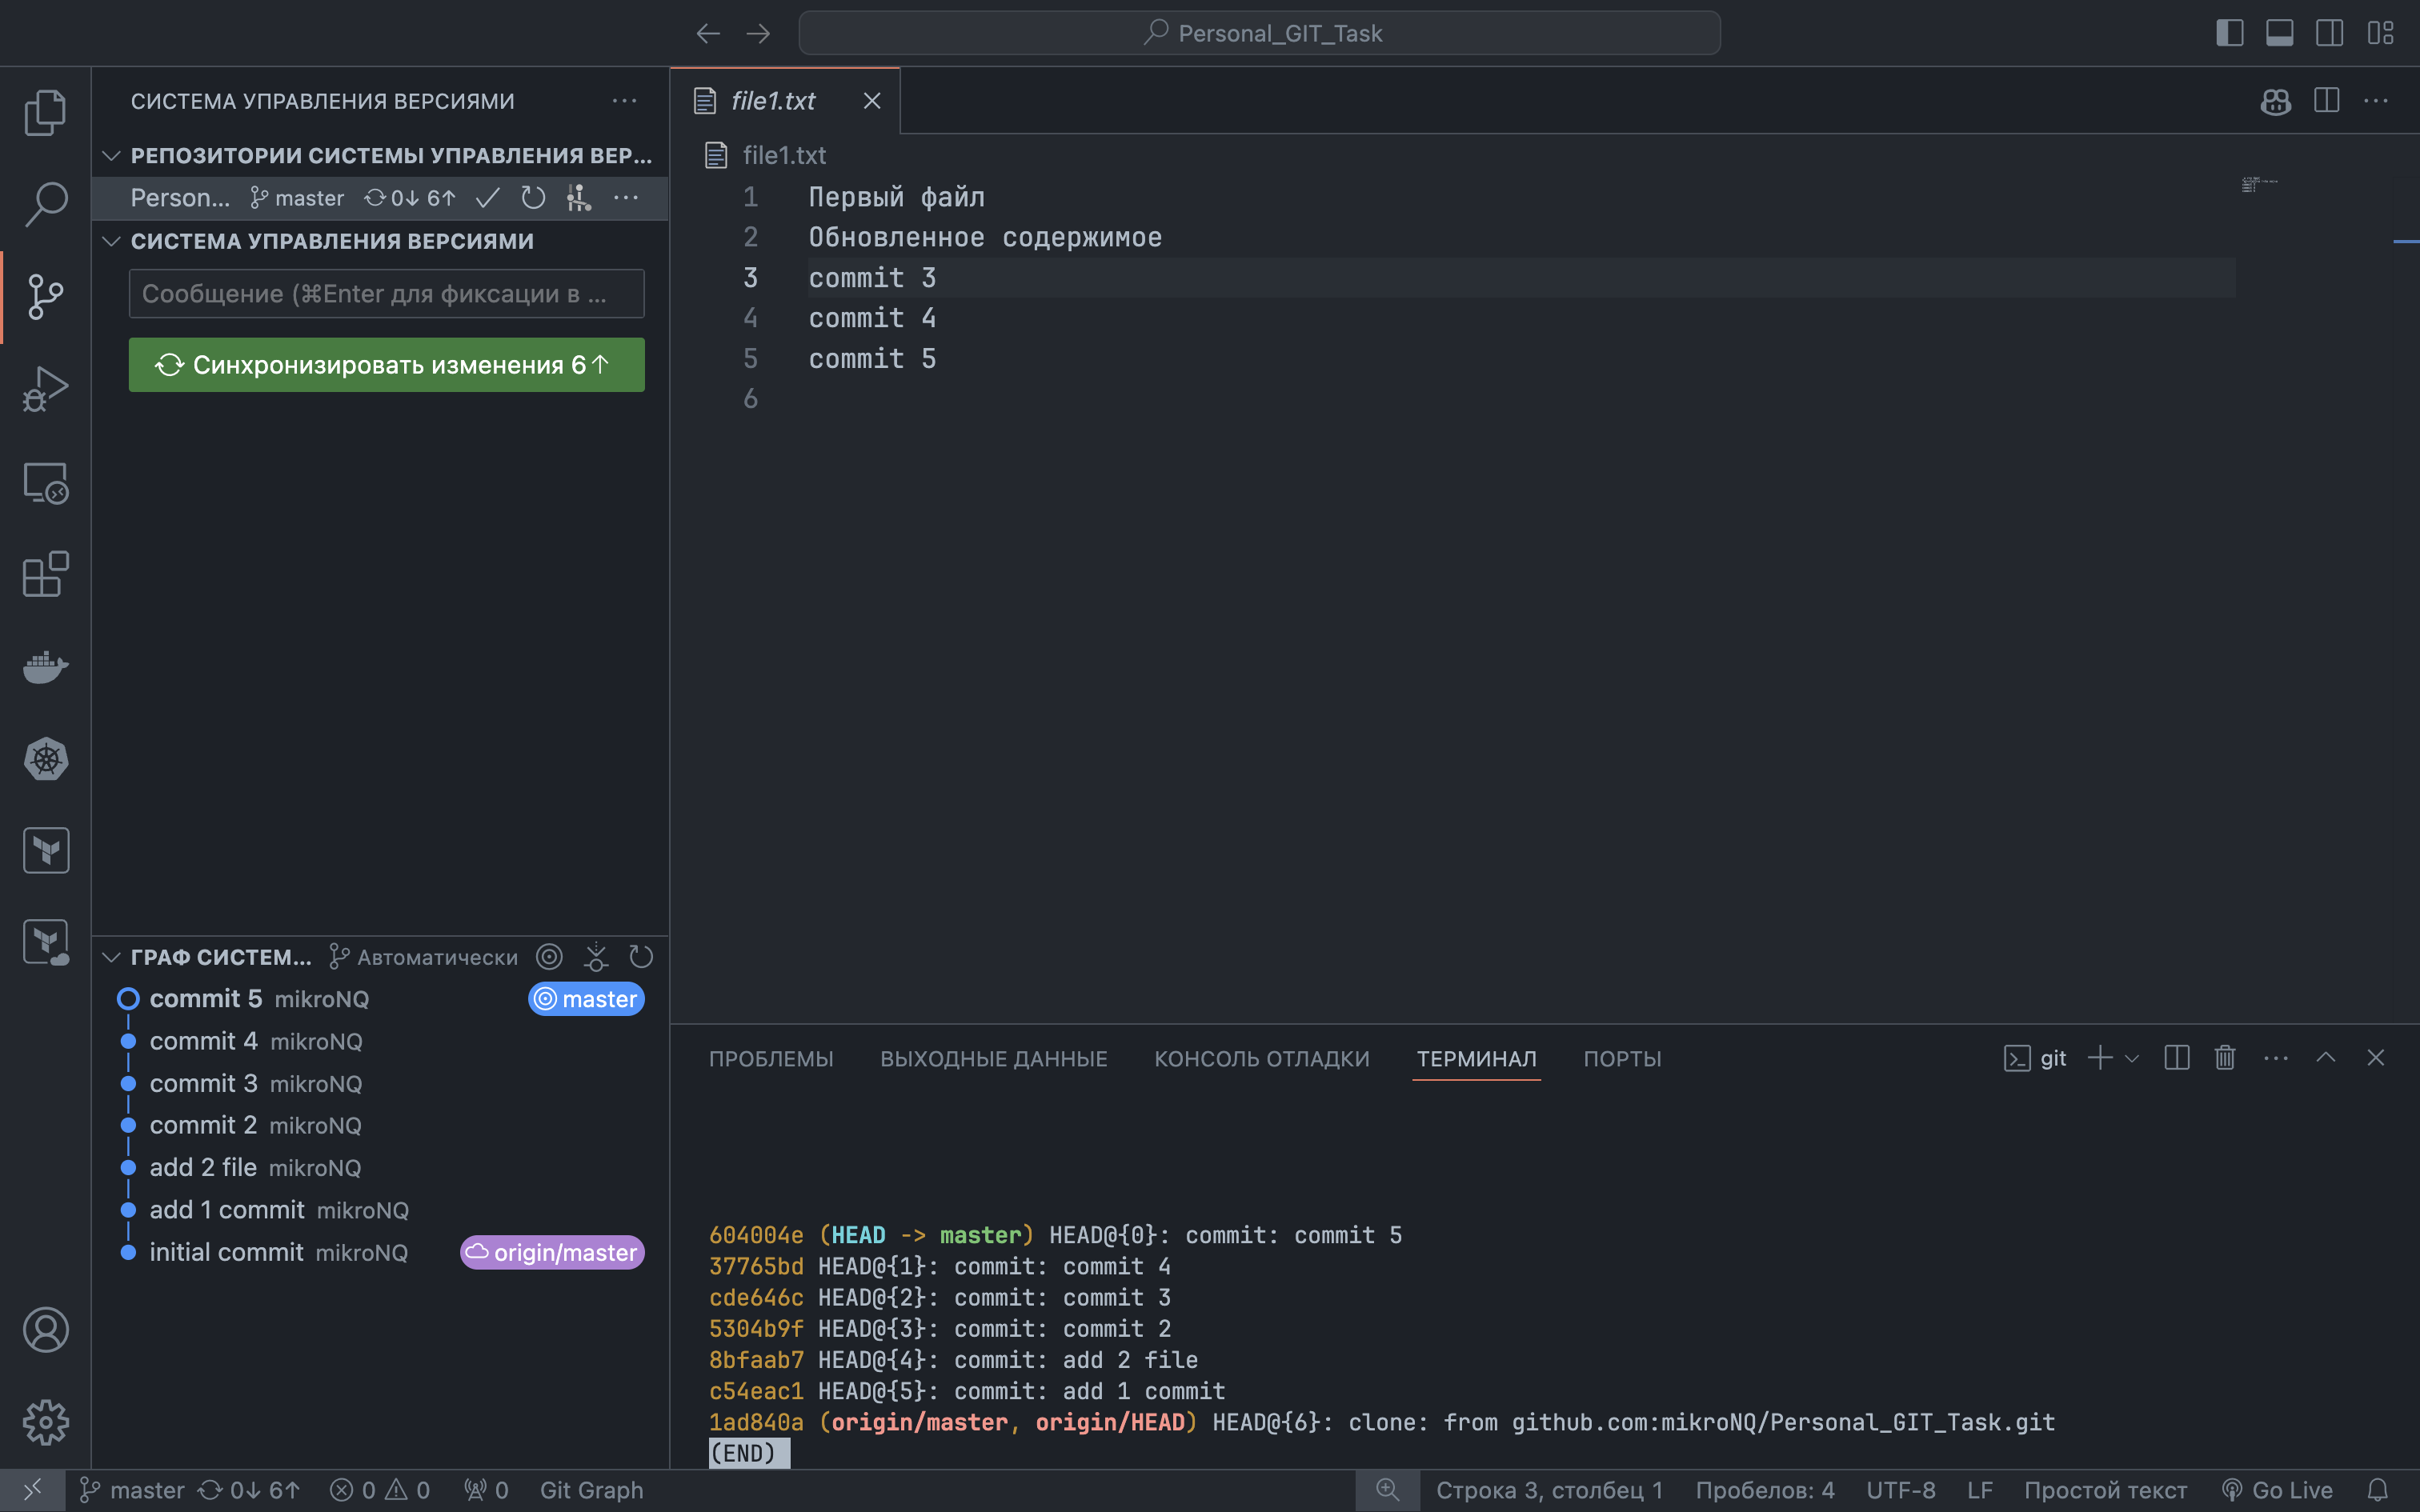 Personal_GIT_Task
СИСТЕМА УПРАВЛЕНИЯ ВЕРСИЯМИ
РЕПОЗИТОРИИ СИСТЕМЫ УПРАВЛЕНИЯ ВЕР...
Person... master 0↓ 6↑
СИСТЕМА УПРАВЛЕНИЯ ВЕРСИЯМИ
Сообщение (⌘Enter для фиксации в ...
Синхронизировать изменения 6↑
ГРАФ СИСТЕМ... Автоматически
commit 5 mikroNQ master
commit 4 mikroNQ
commit 3 mikroNQ
commit 2 mikroNQ
add 2 file mikroNQ
add 1 commit mikroNQ
initial commit mikroNQ origin/master
file1.txt
file1.txt
1 Первый файл
2 Обновленное содержимое
3 commit 3
4 commit 4
5 commit 5
6
ПРОБЛЕМЫ ВЫХОДНЫЕ ДАННЫЕ КОНСОЛЬ ОТЛАДКИ ТЕРМИНАЛ ПОРТЫ git
604004e (HEAD -> master) HEAD@{0}: commit: commit 5
37765bd HEAD@{1}: commit: commit 4
cde646c HEAD@{2}: commit: commit 3
5304b9f HEAD@{3}: commit: commit 2
8bfaab7 HEAD@{4}: commit: add 2 file
c54eac1 HEAD@{5}: commit: add 1 commit
1ad840a (origin/master, origin/HEAD) HEAD@{6}: clone: from github.com:mikroNQ/Personal_GIT_Task.git
(END)
master 0↓ 6↑ 0 0 0 Git Graph Строка 3, столбец 1 Пробелов: 4 UTF-8 LF Простой текст Go Live